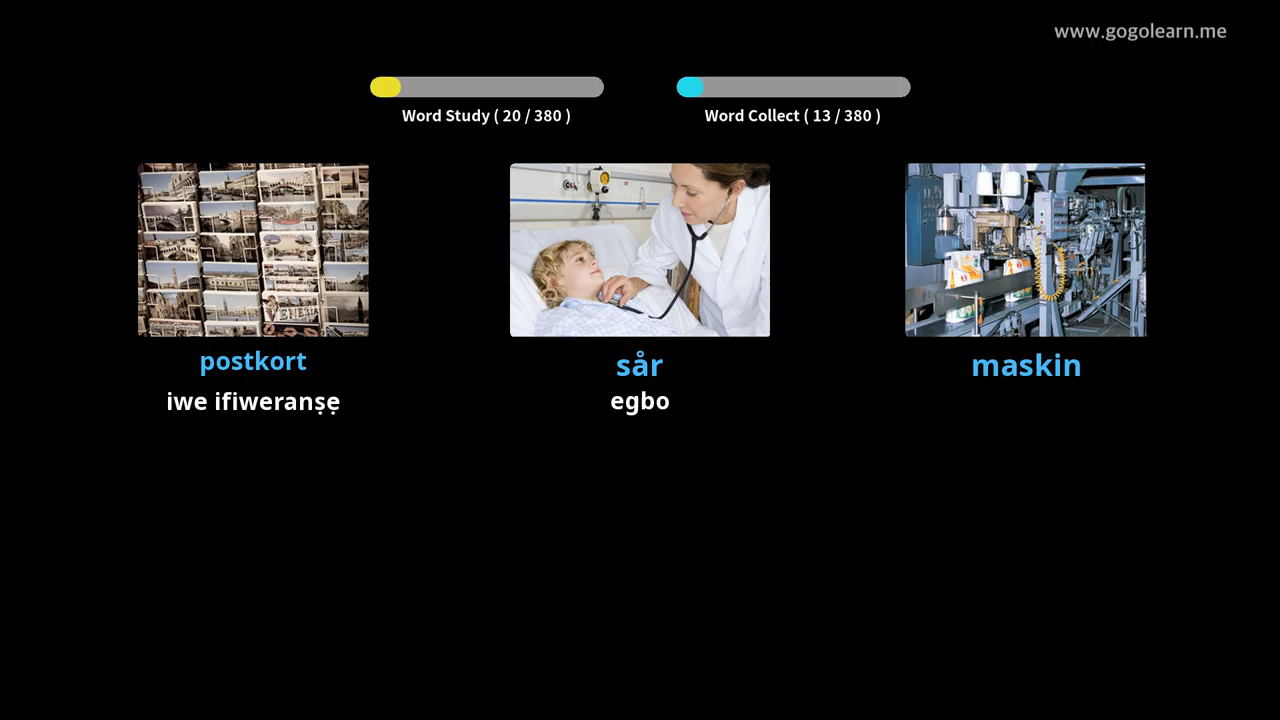 www.gogolearn.me
Word Study ( 20 / 380 )
Word Collect ( 13 / 380 )
postkort
sår
maskin
iwe ifiweranṣẹ
egbo